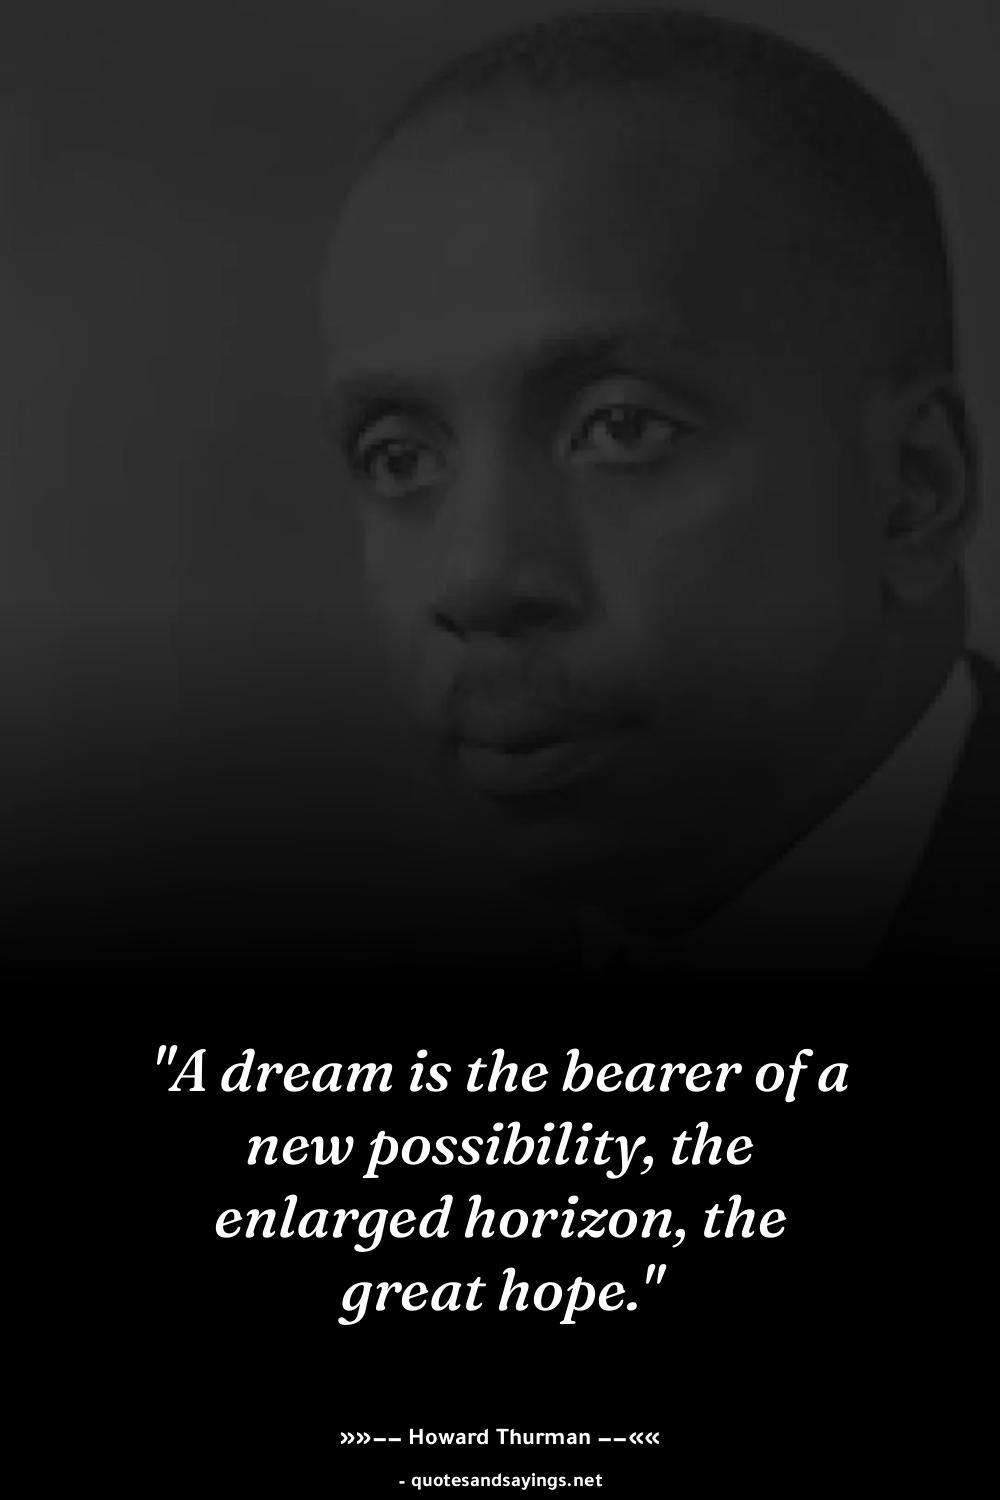 "A dream is the bearer of a
new possibility, the
enlarged horizon, the
great hope."
»»−− Howard Thurman −−««
- quotesandsayings.net